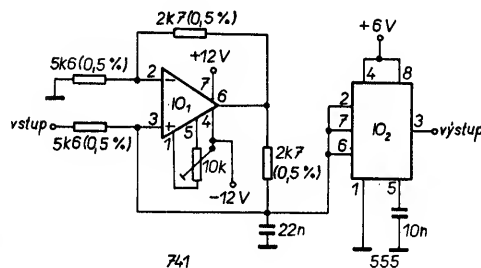 2k7(0,5%)
+12V
+6V
5k6(0,5%)
2
−
7
6
IO₁
4
8
vstup
3
+
5k6(0,5%)
1
5
4
10k
−12V
2k7
(0,5%)
22n
2
7
6
IO₂
3
výstup
1
5
10n
741
555